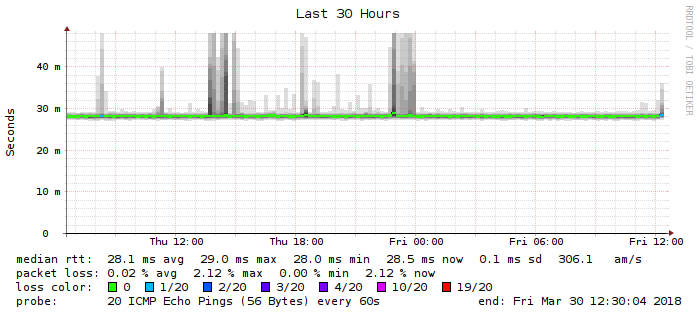 Last 30 Hours
RRDTOOL / TOBI OETIKER
Seconds
40 m
30 m
20 m
10 m
0
Thu 12:00 Thu 18:00 Fri 00:00 Fri 06:00 Fri 12:00
median rtt: 28.1 ms avg 29.0 ms max 28.0 ms min 28.5 ms now 0.1 ms sd 306.1 am/s
packet loss: 0.02 % avg 2.12 % max 0.00 % min 2.12 % now
loss color: 0 1/20 2/20 3/20 4/20 10/20 19/20
probe: 20 ICMP Echo Pings (56 Bytes) every 60s end: Fri Mar 30 12:30:04 2018